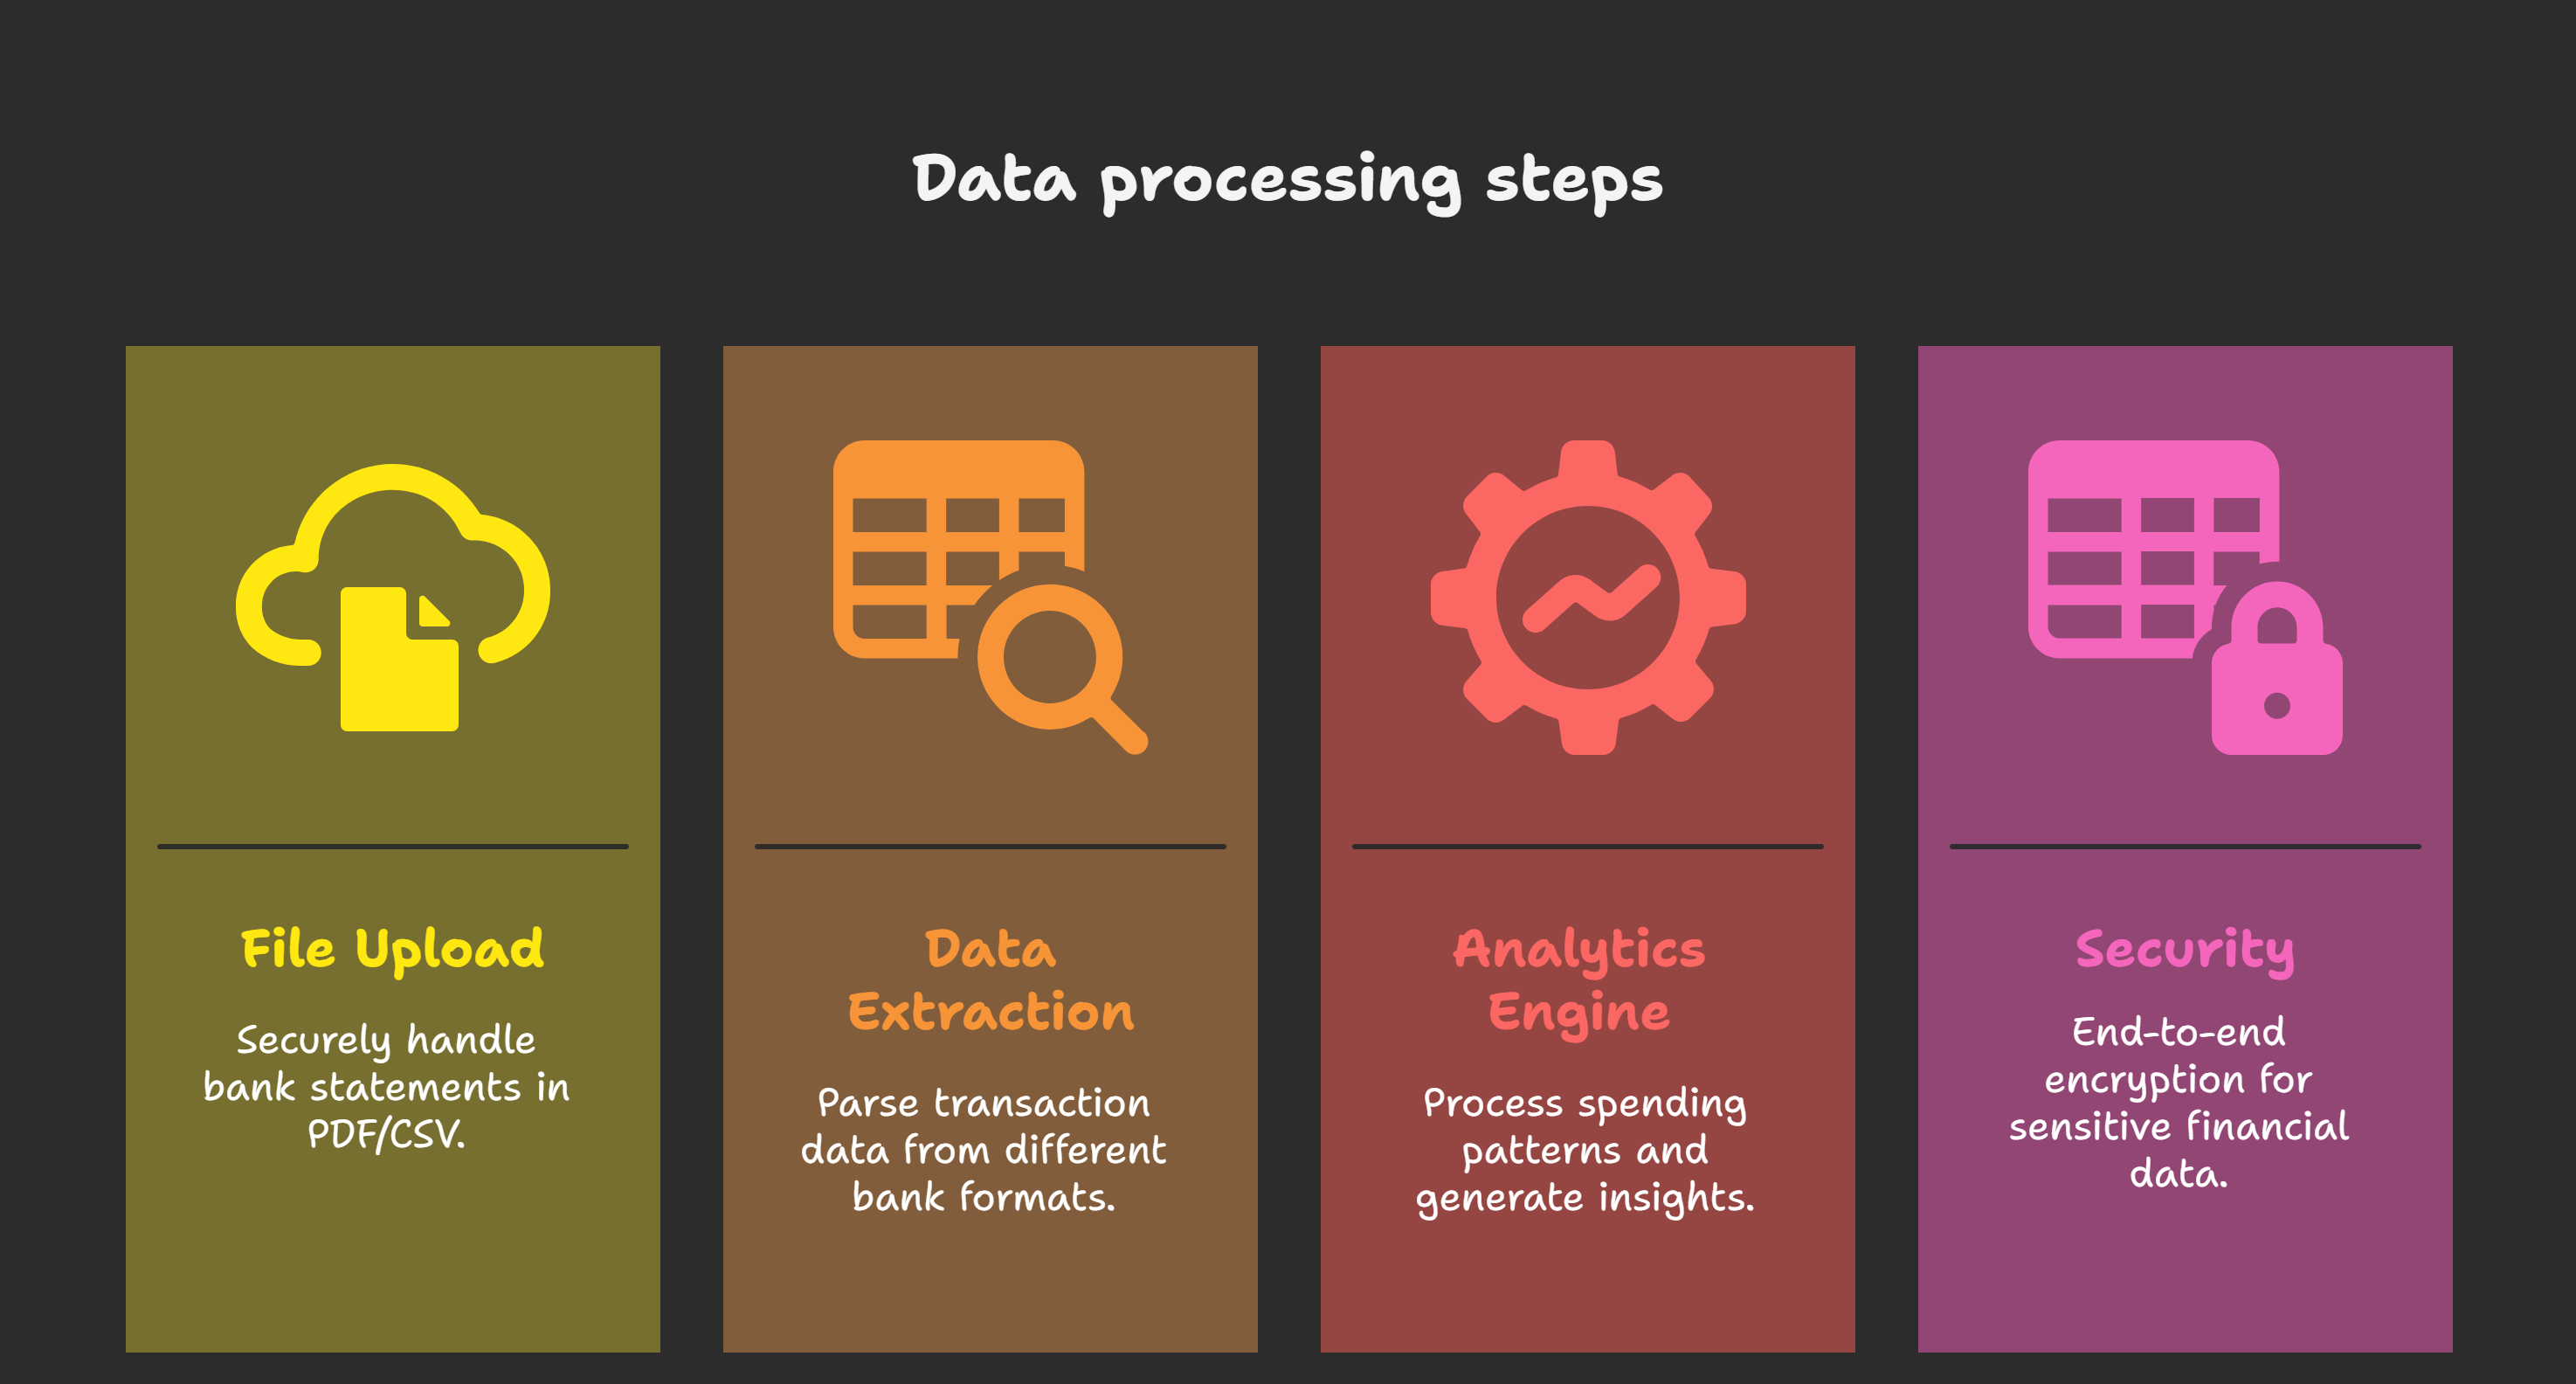 Data processing steps
File Upload
Securely handle
bank statements in
PDF/CSV.
Data
Extraction
Parse transaction
data from different
bank formats.
Analytics
Engine
Process spending
patterns and
generate insights.
Security
End-to-end
encryption for
sensitive financial
data.